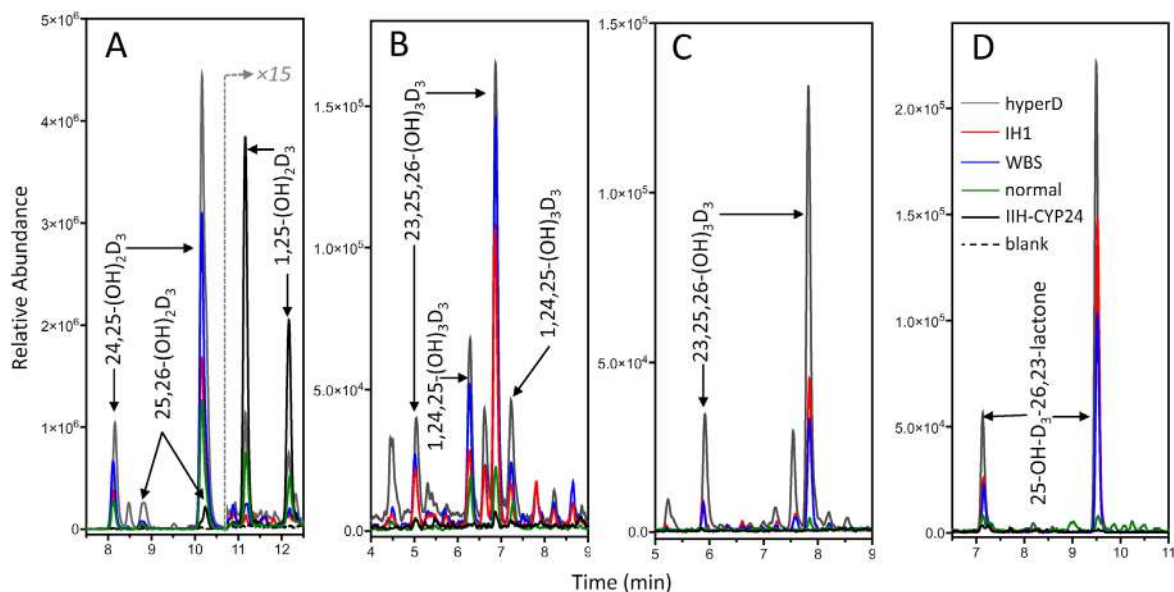 A
B
C
D
5×10⁶
4×10⁶
3×10⁶
2×10⁶
1×10⁶
0
×15
24,25-(OH)₂D₃
25,26-(OH)₂D₃
1,25-(OH)₂D₃
8 9 10 11 12
1.5×10⁵
1.0×10⁵
5.0×10⁴
0.0
23,25,26-(OH)₃D₃
1,24,25-(OH)₃D₃
1,24,25-(OH)₃D₃
4 5 6 7 8 9
1.5×10⁵
1.0×10⁵
5.0×10⁴
0.0
23,25,26-(OH)₃D₃
5 6 7 8 9
2.0×10⁵
1.5×10⁵
1.0×10⁵
5.0×10⁴
0.0
hyperD
IH1
WBS
normal
IIH-CYP24
blank
25-OH-D₃-26,23-lactone
7 8 9 10 11
Relative Abundance
Time (min)